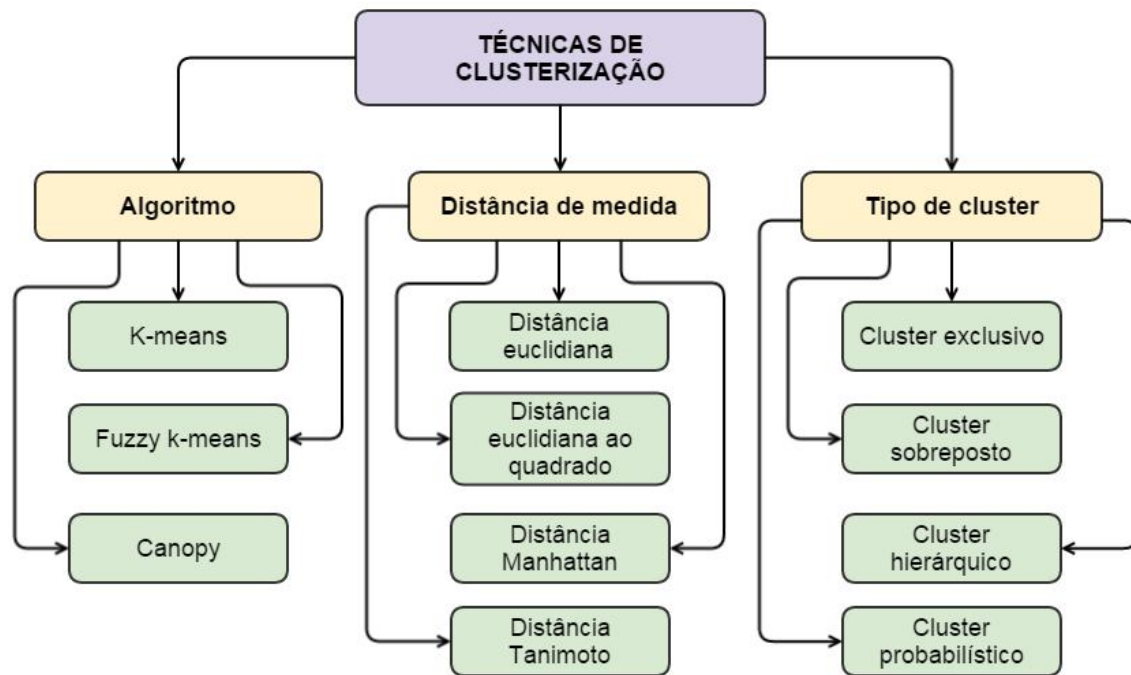 TÉCNICAS DE
CLUSTERIZAÇÃO
Algoritmo
Distância de medida
Tipo de cluster
K-means
Fuzzy k-means
Canopy
Distância
euclidiana
Distância
euclidiana ao
quadrado
Distância
Manhattan
Distância
Tanimoto
Cluster exclusivo
Cluster
sobreposto
Cluster
hierárquico
Cluster
probabilístico